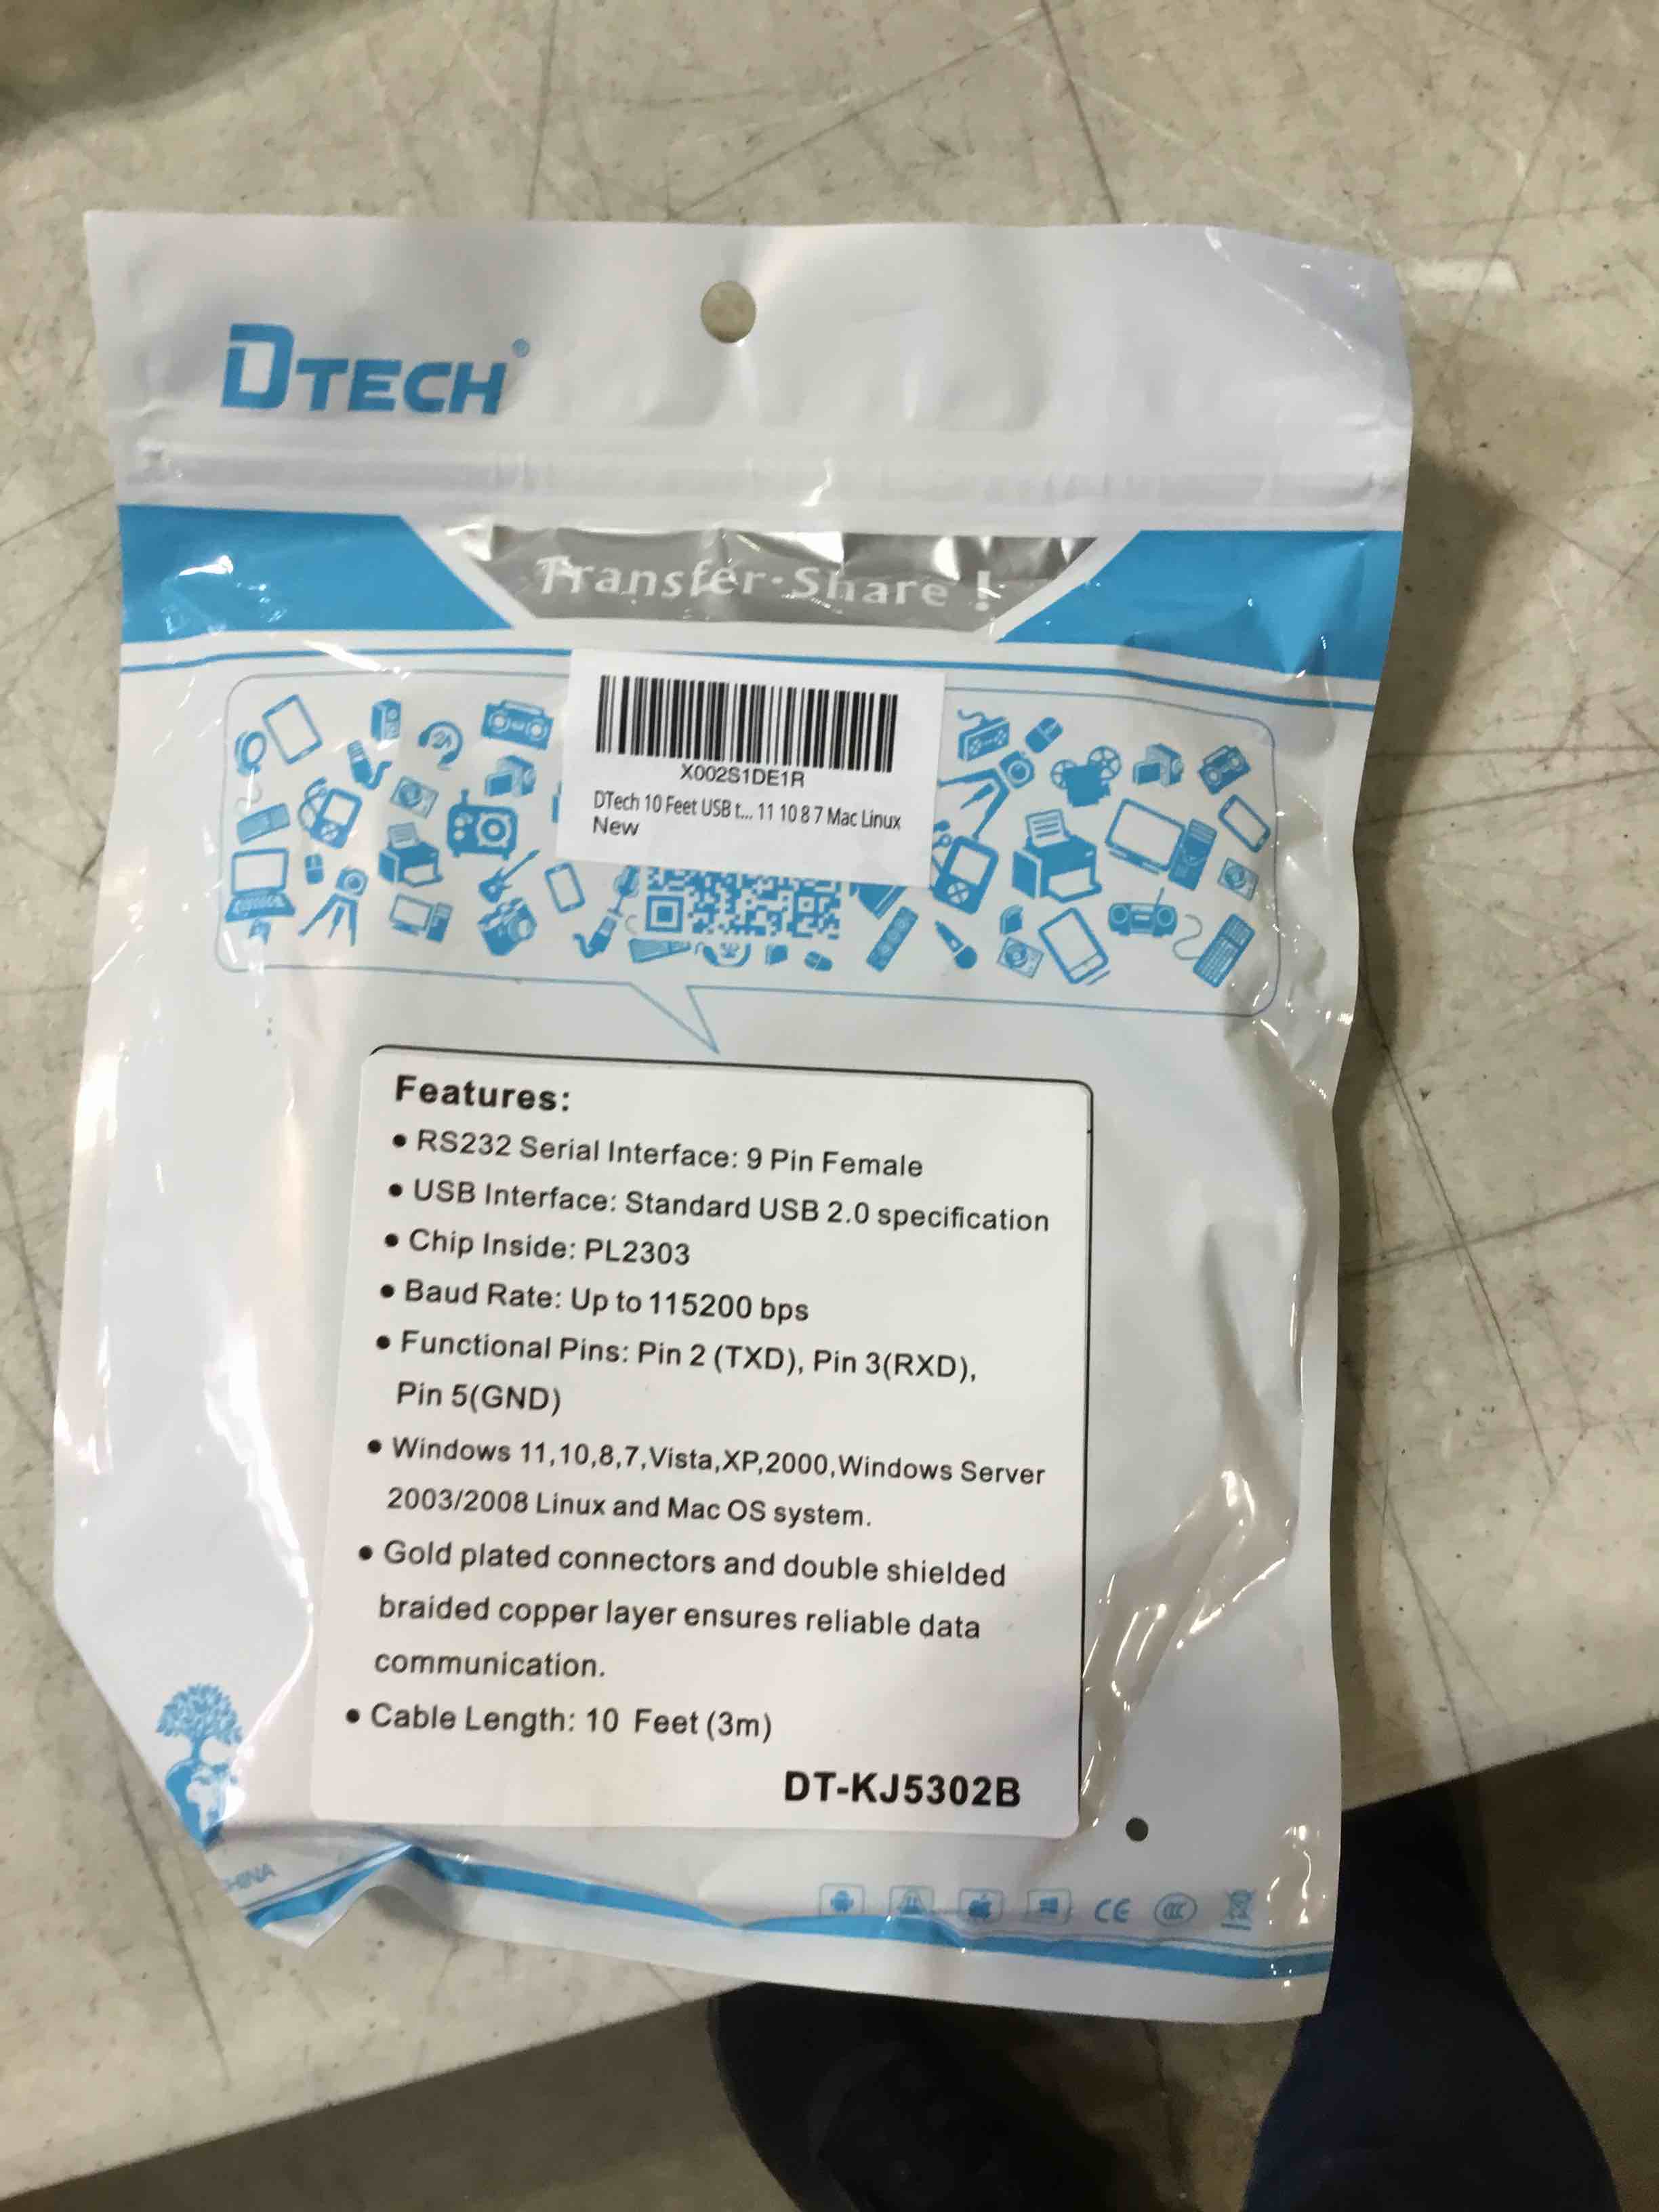 DTECH®
Transfer·Share!
X002S1DE1R
DTech 10 Feet USB t... 11 10 8 7 Mac Linux
New
Features:
● RS232 Serial Interface: 9 Pin Female
● USB Interface: Standard USB 2.0 specification
● Chip Inside: PL2303
● Baud Rate: Up to 115200 bps
● Functional Pins: Pin 2 (TXD), Pin 3(RXD),
Pin 5(GND)
● Windows 11,10,8,7,Vista,XP,2000,Windows Server
2003/2008 Linux and Mac OS system.
● Gold plated connectors and double shielded
braided copper layer ensures reliable data
communication.
● Cable Length: 10 Feet (3m)
DT-KJ5302B
CE